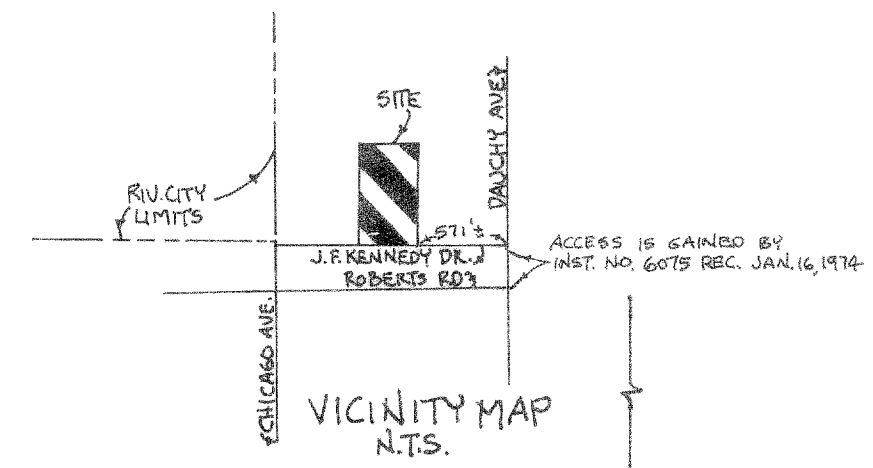 SITE
DAUCHY AVE.
RIV. CITY
LIMITS
571'±
J.F. KENNEDY DR.
ROBERTS RD.
ACCESS IS GAINED BY
INST. NO. 6075 REC. JAN. 16, 1974
CHICAGO AVE.
VICINITY MAP
N.T.S.